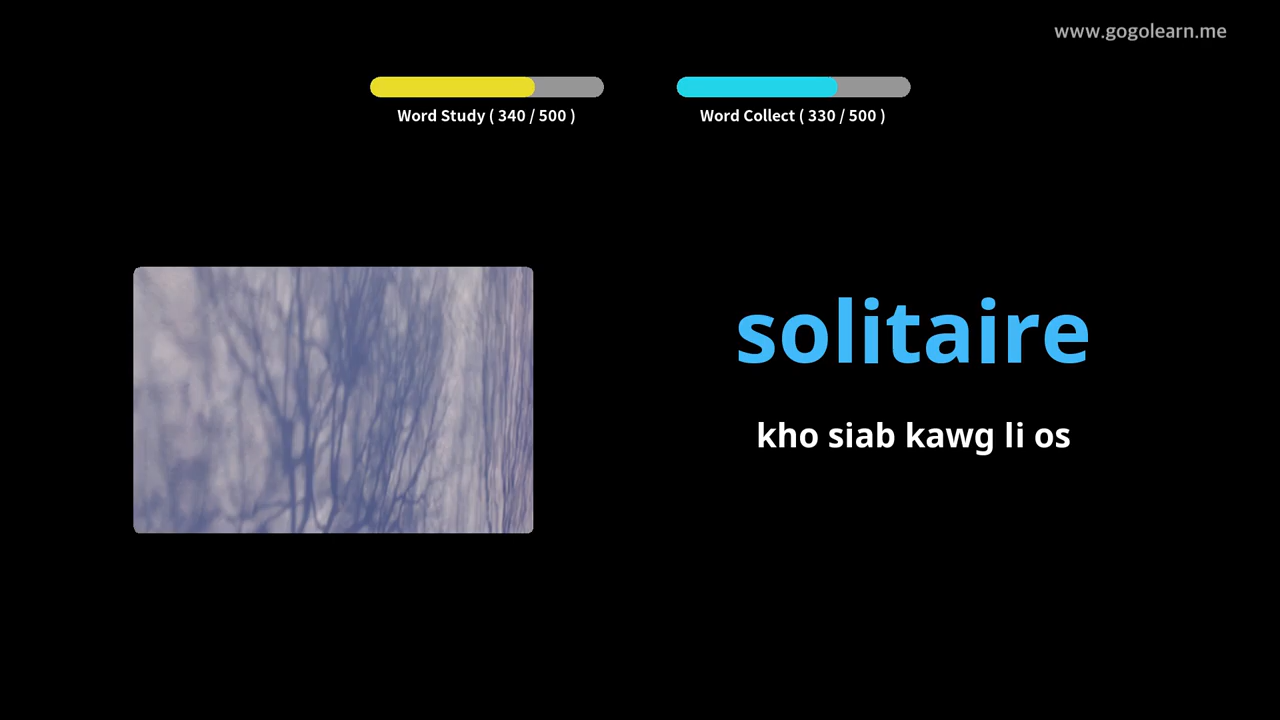 www.gogolearn.me
Word Study ( 340 / 500 )
Word Collect ( 330 / 500 )
solitaire
kho siab kawg li os